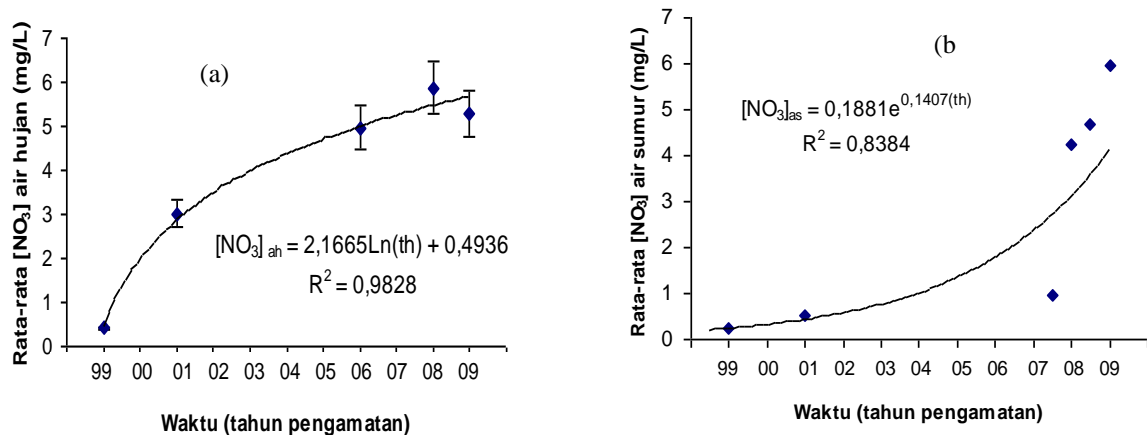 Rata-rata [NO₃] air hujan (mg/L)
7
6
5
4
3
2
1
0
(a)
[NO₃] ah = 2,1665Ln(th) + 0,4936
R² = 0,9828
99 00 01 02 03 04 05 06 07 08 09
Waktu (tahun pengamatan)
Rata-rata [NO₃] air sumur (mg/L)
7
6
5
4
3
2
1
0
(b
[NO₃]as = 0,1881e^0,1407(th)
R² = 0,8384
99 00 01 02 03 04 05 06 07 08 09
Waktu (tahun pengamatan)